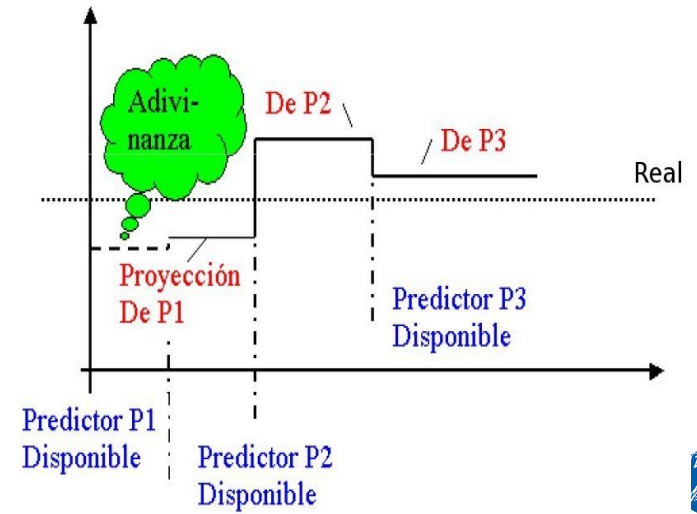 Adivi-
nanza
De P2
De P3
Real
Proyección
De P1
Predictor P3
Disponible
Predictor P1
Disponible
Predictor P2
Disponible